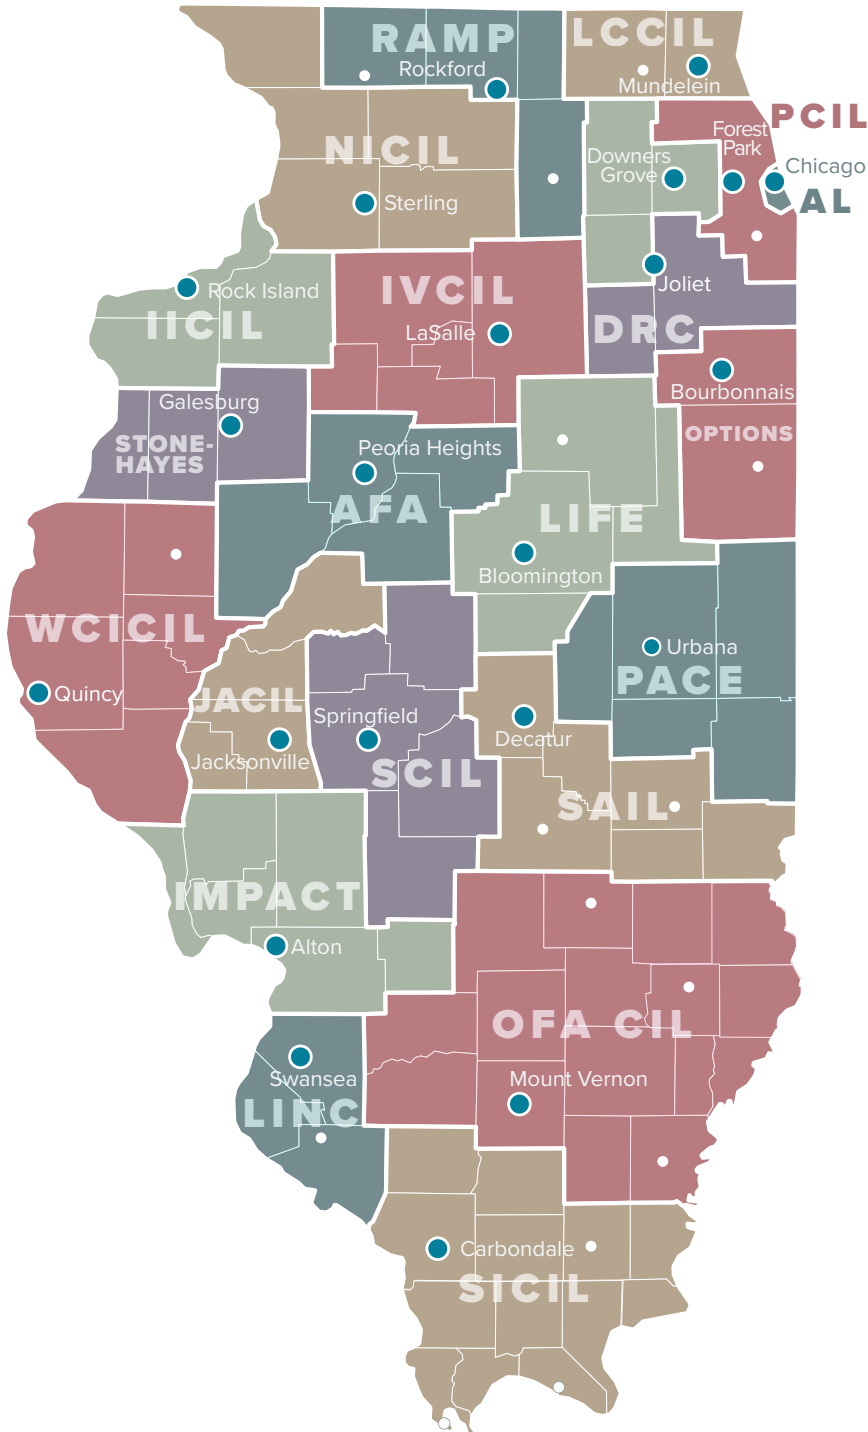 RAMP
Rockford
LCCIL
Mundelein
PCIL
Forest
Park
Chicago
AL
Downers
Grove
NICIL
Sterling
Joliet
DRC
Rock Island
IICIL
IVCIL
LaSalle
Bourbonnais
OPTIONS
Galesburg
STONE-
HAYES
Peoria Heights
AFA
LIFE
Bloomington
WCICIL
Quincy
Urbana
PACE
JACIL
Jacksonville
Springfield
SCIL
Decatur
SAIL
IMPACT
Alton
OFA CIL
Mount Vernon
Swansea
LINC
Carbondale
SICIL